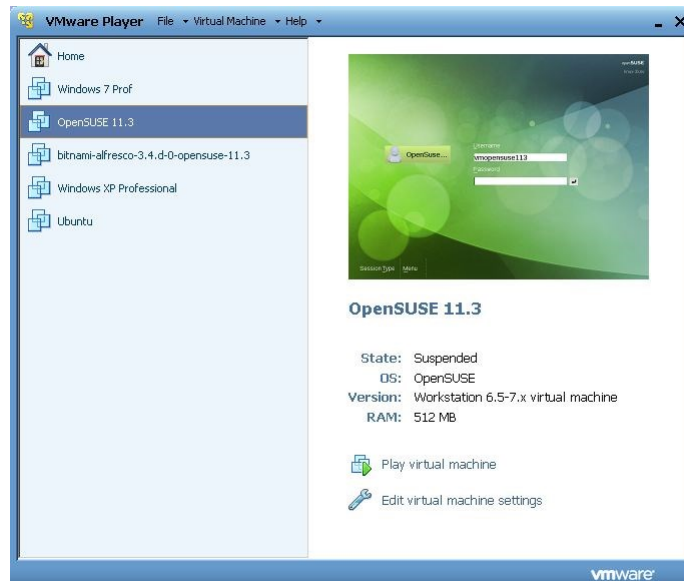 VMware Player File Virtual Machine Help
Home
Windows 7 Prof
OpenSUSE 11.3
bitnami-alfresco-3.4.d-0-opensuse-11.3
Windows XP Professional
Ubuntu
openSUSE
OpenSuse...
Username
vmopensuse113
Password
Session Type Menu
OpenSUSE 11.3
State: Suspended
OS: OpenSUSE
Version: Workstation 6.5-7.x virtual machine
RAM: 512 MB
Play virtual machine
Edit virtual machine settings
vmware